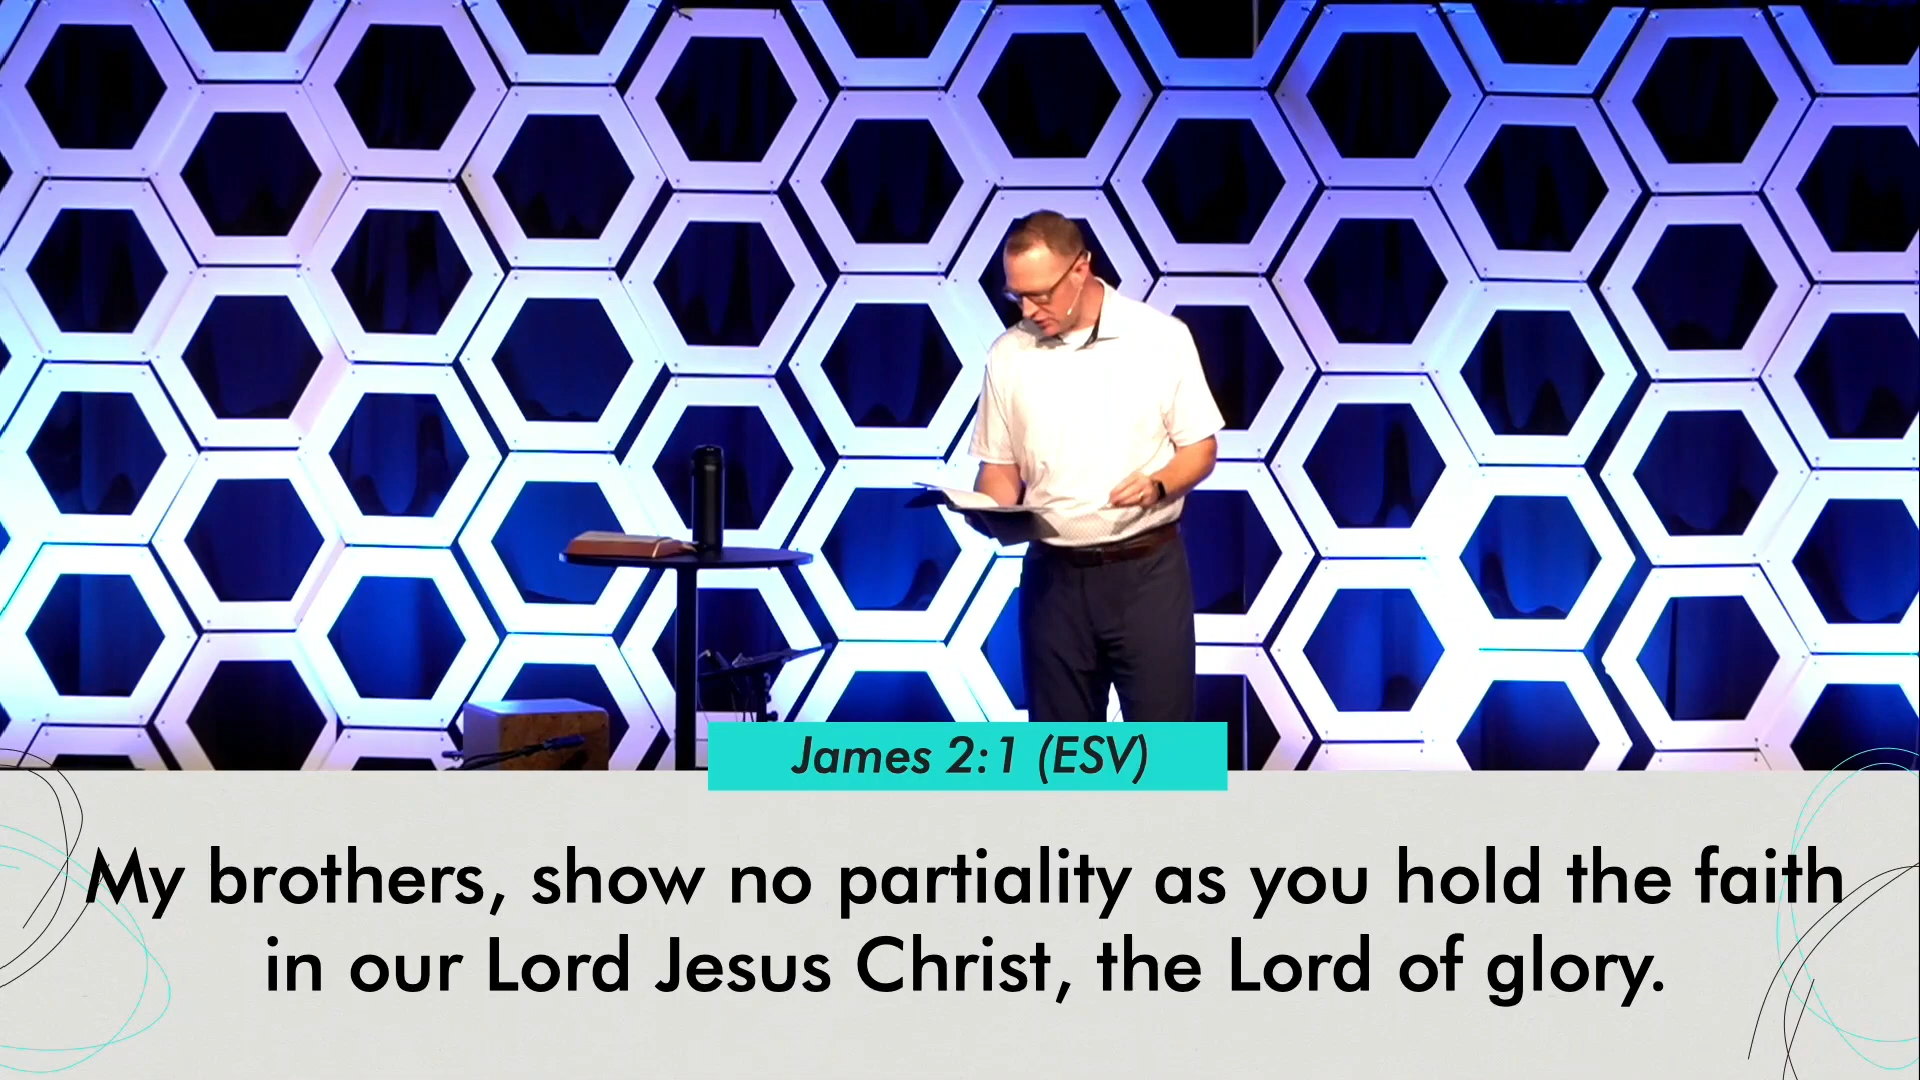 James 2:1 (ESV)
My brothers, show no partiality as you hold the faith
in our Lord Jesus Christ, the Lord of glory.